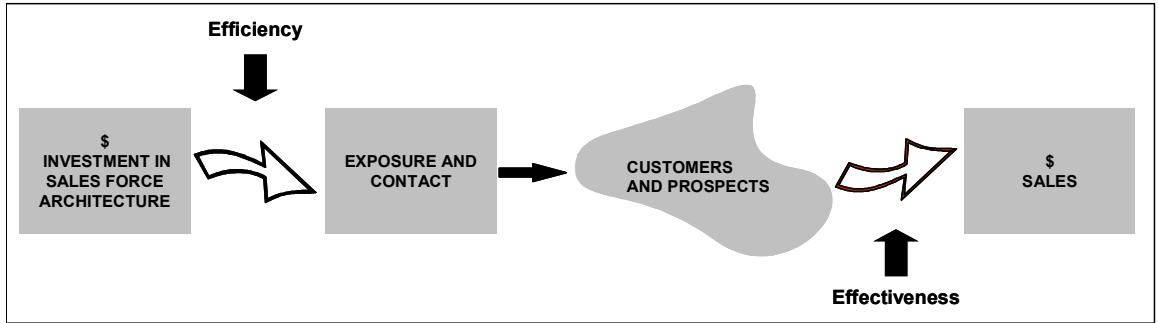 Efficiency
$
INVESTMENT IN
SALES FORCE
ARCHITECTURE
EXPOSURE AND
CONTACT
CUSTOMERS
AND PROSPECTS
$
SALES
Effectiveness